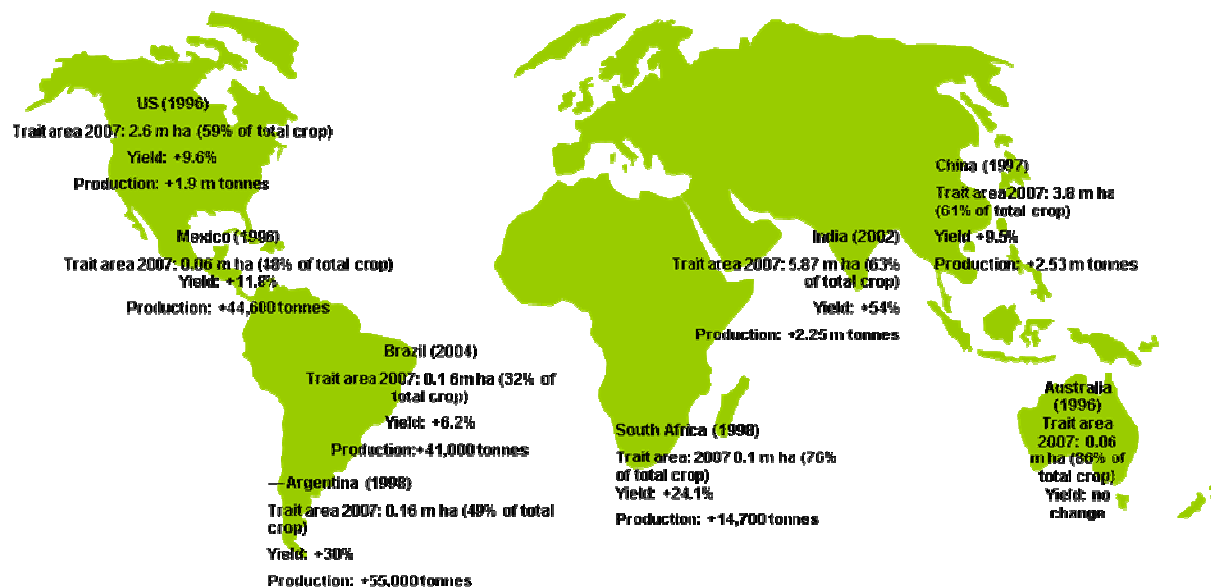 US (1996)
Trait area 2007: 2.6 m ha (59% of total crop)
Yield: +9.6%
Production: +1.9 m tonnes
Mexico (1996)
Trait area 2007: 0.06 m ha (48% of total crop)
Yield: +11.8%
Production: +44,600 tonnes
Brazil (2004)
Trait area 2007: 0.1 6m ha (32% of
total crop)
Yield: +6.2%
Production:+41,000 tonnes
Argentina (1998)
Trait area 2007: 0.16 m ha (49% of total
crop)
Yield: +30%
Production: +55,000 tonnes
South Africa (1998)
Trait area: 2007 0.1 m ha (76%
of total crop)
Yield: +24.1%
Production: +14,700 tonnes
India (2002)
Trait area 2007: 5.87 m ha (63%
of total crop)
Yield: +54%
Production: +2.25 m tonnes
China (1997)
Trait area 2007: 3.8 m ha
(61% of total crop)
Yield +9.5%
Production: +2.53 m tonnes
Australia
(1996)
Trait area
2007: 0.06
m ha (86% of
total crop)
Yield: no
change